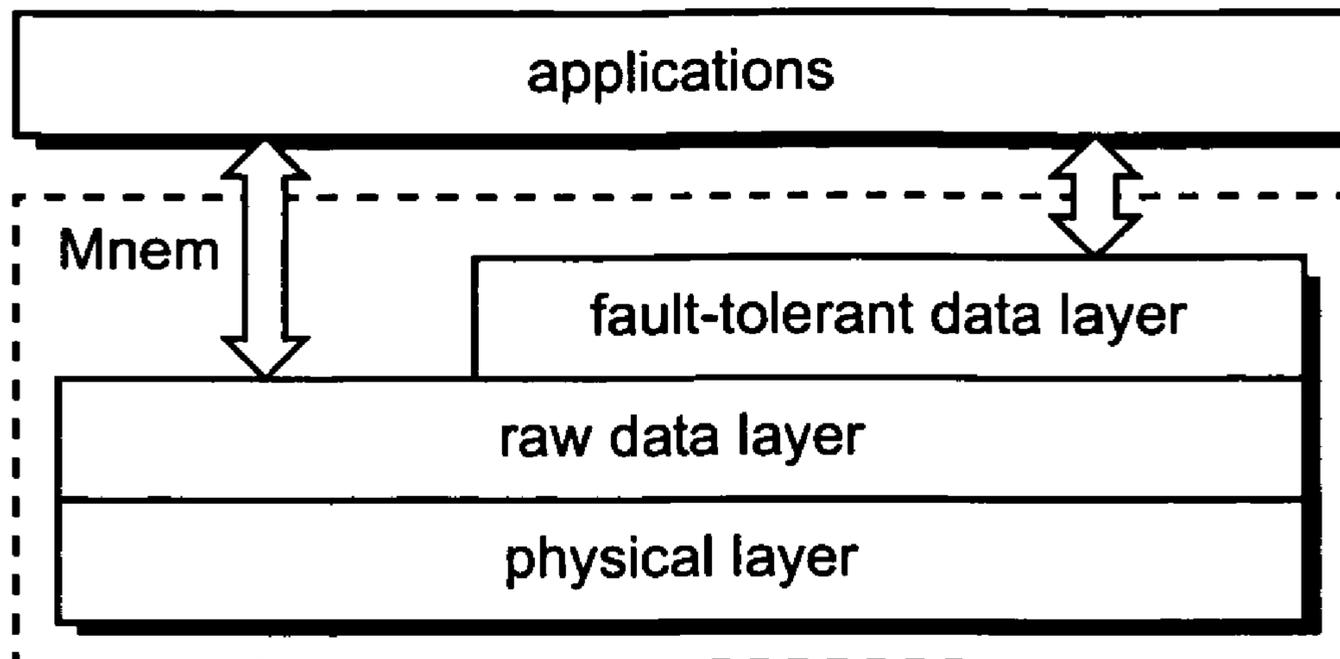 applications
Mnem
fault-tolerant data layer
raw data layer
physical layer